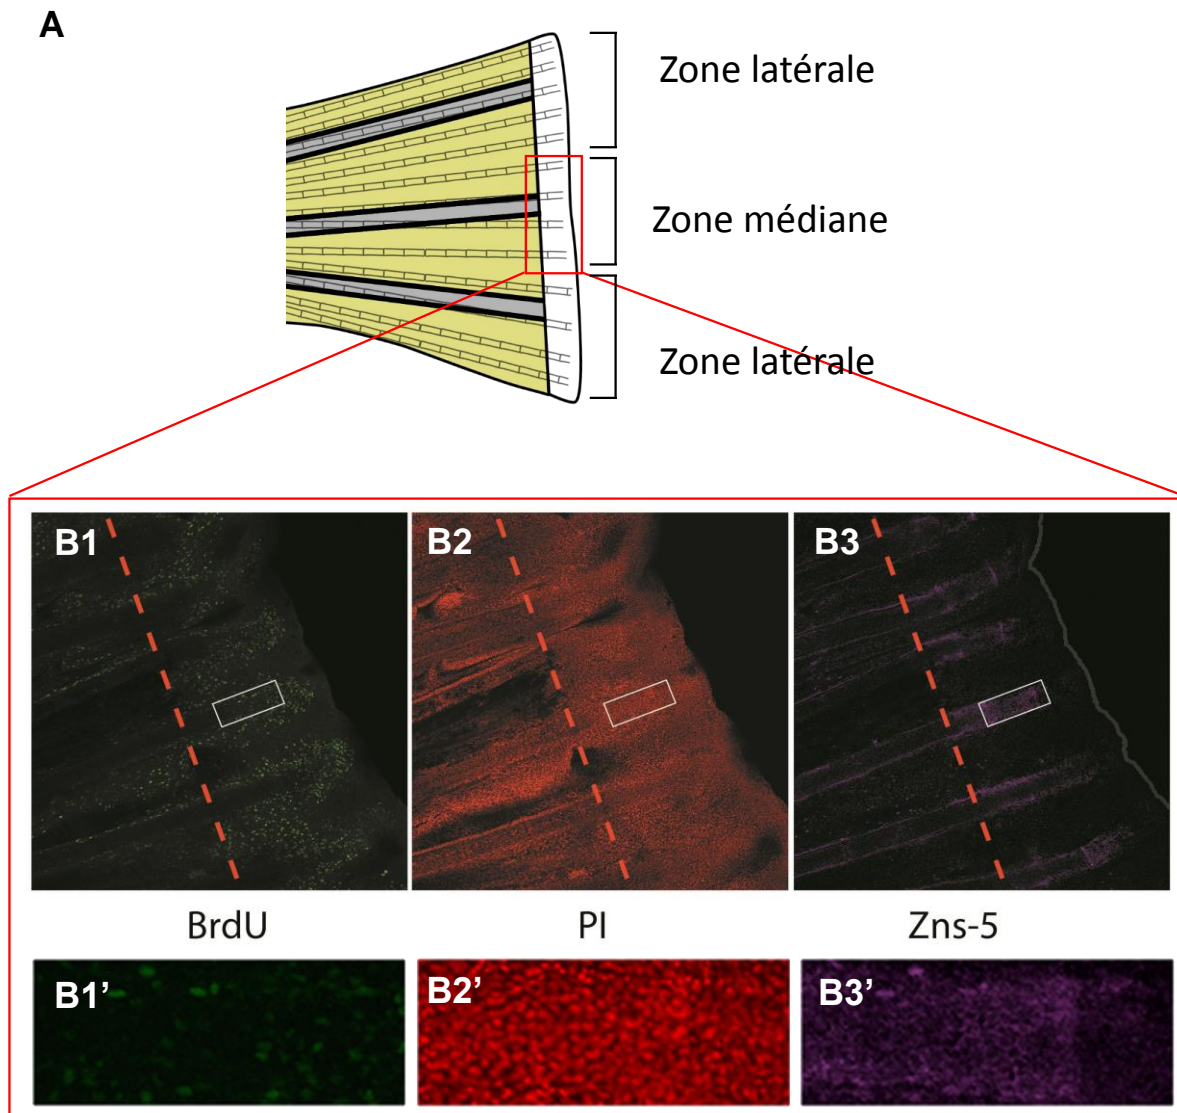 A
Zone latérale
Zone médiane
Zone latérale
B1
B2
B3
BrdU
PI
Zns-5
B1’
B2’
B3’